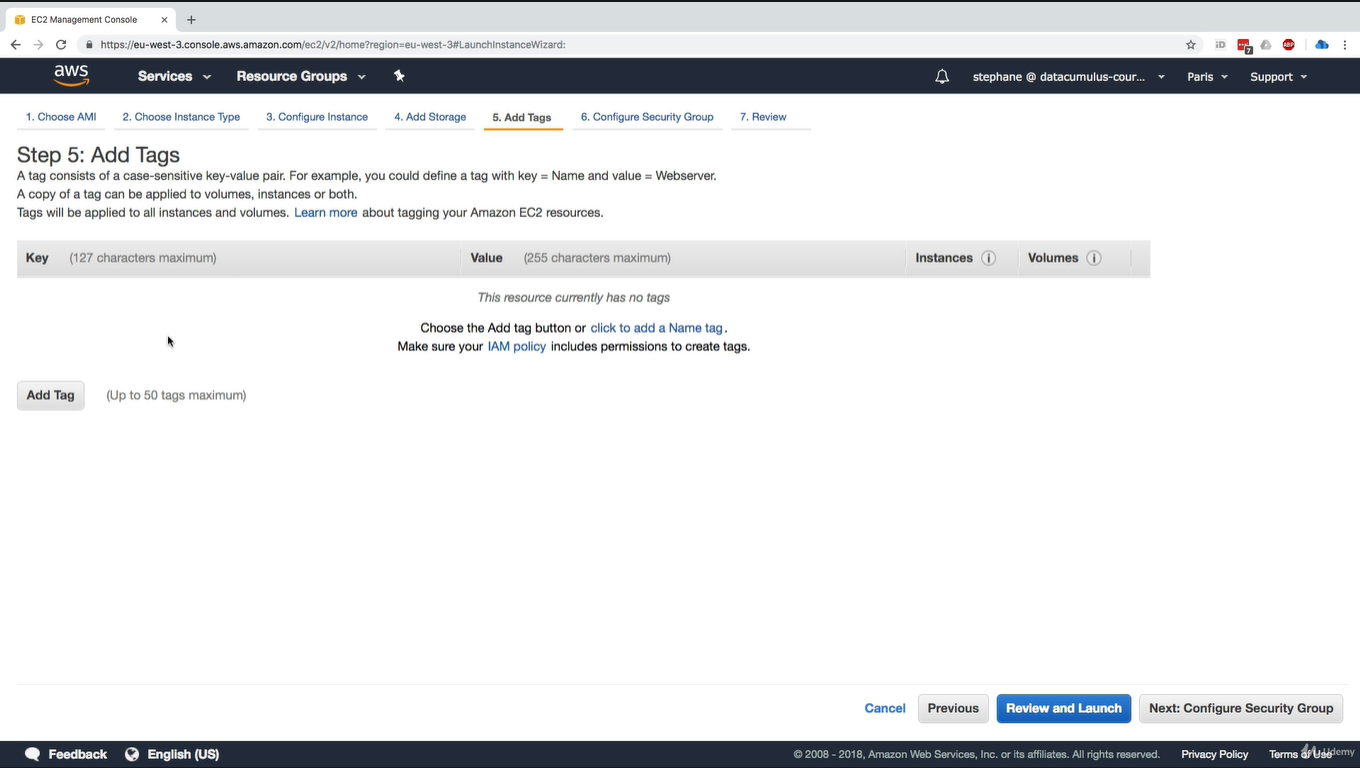 EC2 Management Console
https://eu-west-3.console.aws.amazon.com/ec2/v2/home?region=eu-west-3#LaunchInstanceWizard:
iD
7
ABP
aws
Services
Resource Groups
stephane @ datacumulus-cour...
Paris
Support
1. Choose AMI
2. Choose Instance Type
3. Configure Instance
4. Add Storage
5. Add Tags
6. Configure Security Group
7. Review
Step 5: Add Tags
A tag consists of a case-sensitive key-value pair. For example, you could define a tag with key = Name and value = Webserver.
A copy of a tag can be applied to volumes, instances or both.
Tags will be applied to all instances and volumes. Learn more about tagging your Amazon EC2 resources.
Key (127 characters maximum)
Value (255 characters maximum)
Instances
Volumes
This resource currently has no tags
Choose the Add tag button or click to add a Name tag.
Make sure your IAM policy includes permissions to create tags.
Add Tag
(Up to 50 tags maximum)
Cancel
Previous
Review and Launch
Next: Configure Security Group
Feedback
English (US)
© 2008 - 2018, Amazon Web Services, Inc. or its affiliates. All rights reserved.
Privacy Policy
Terms of Use
Udemy